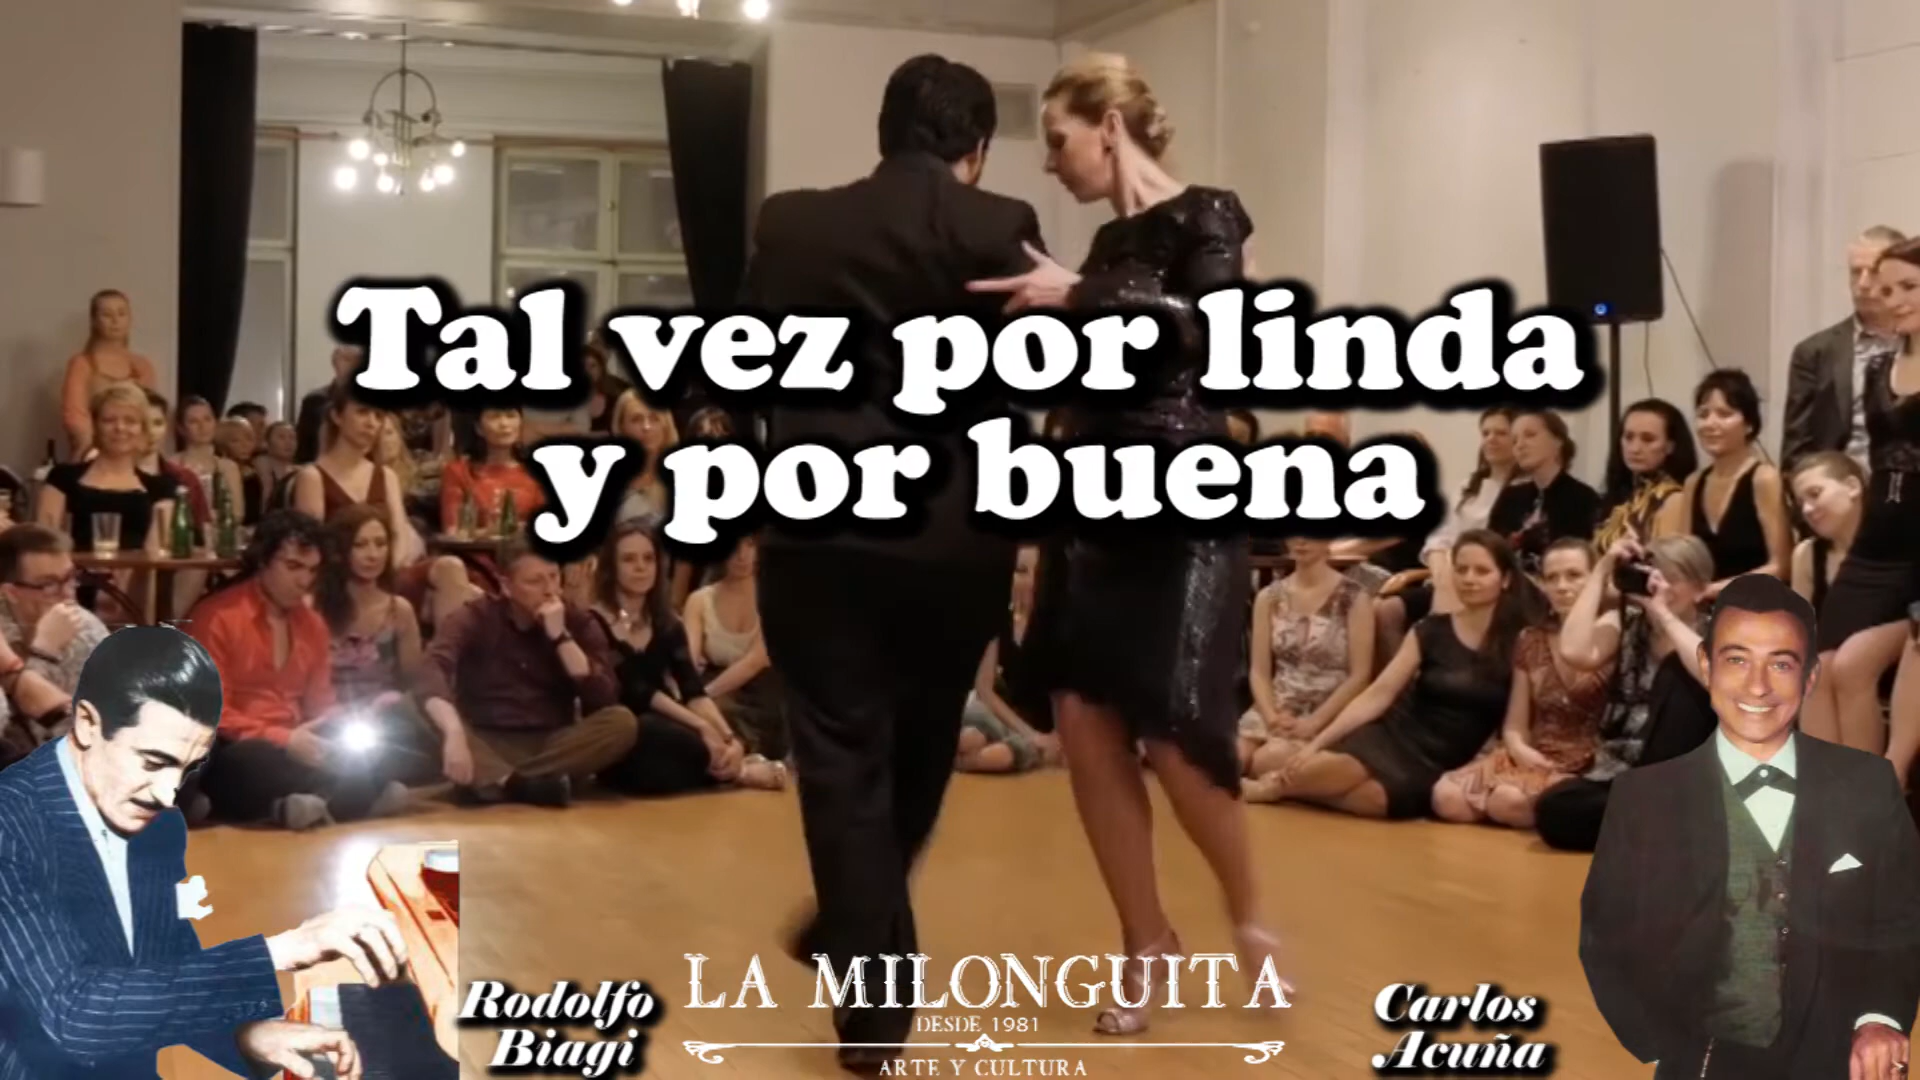 Tal vez por linda
y por buena
Rodolfo
Biagi
LA MILONGUITA
DESDE 1981
ARTE Y CULTURA
Carlos
Acuña